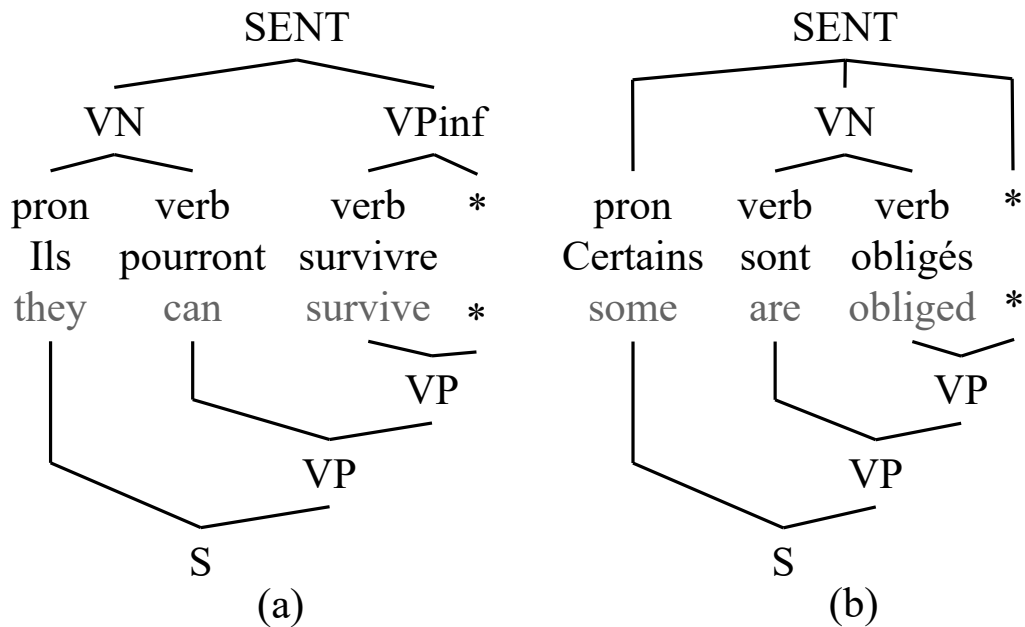 SENT
VN VPinf
pron verb verb *
Ils pourront survivre
they can survive *
VP
VP
S
(a)
SENT
VN
pron verb verb *
Certains sont obligés
some are obliged *
VP
VP
S
(b)